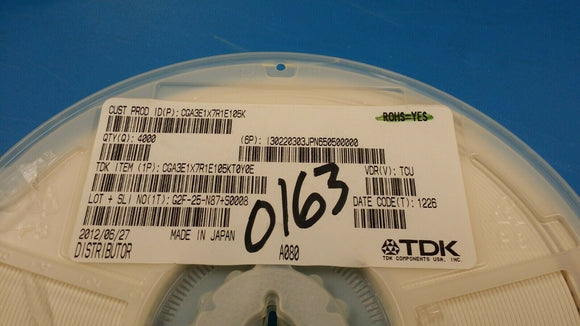 CUST PROD ID(P): CGA3E1X7R1E105K
ROHS=YES
QTY(Q): 4000
(6P): I30220303JPN650500000
TDK ITEM (1P): CGA3E1X7R1E105KT0Y0E
VDR(V): TCU
LOT + SLI NO(1T): G2F-25-N87+S0008
DATE CODE(T): 1226
0163
2012/06/27
MADE IN JAPAN
DISTRIBUTOR
A080
TDK
TDK COMPONENTS USA, INC